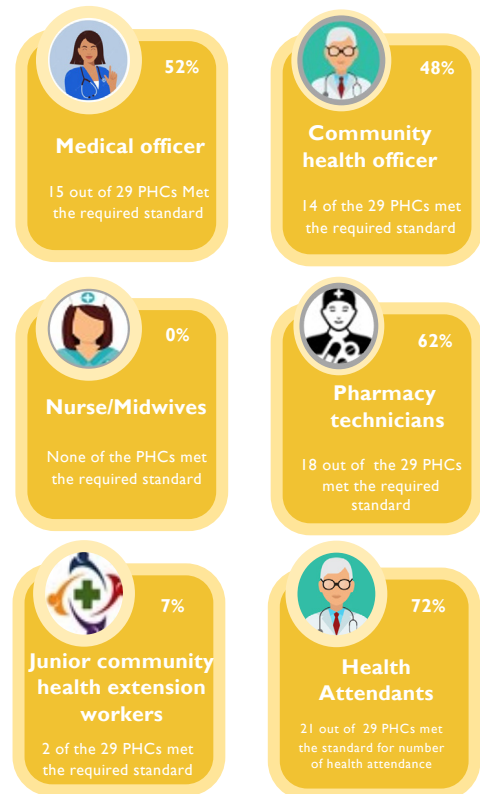 52%
Medical officer
15 out of 29 PHCs Met
the required standard
48%
Community
health officer
14 of the 29 PHCs met
the required standard
0%
Nurse/Midwives
None of the PHCs met
the required standard
62%
Pharmacy
technicians
18 out of the 29 PHCs
met the required
standard
7%
Junior community
health extension
workers
2 of the 29 PHCs met
the required standard
72%
Health
Attendants
21 out of 29 PHCs met
the standard for number
of health attendance